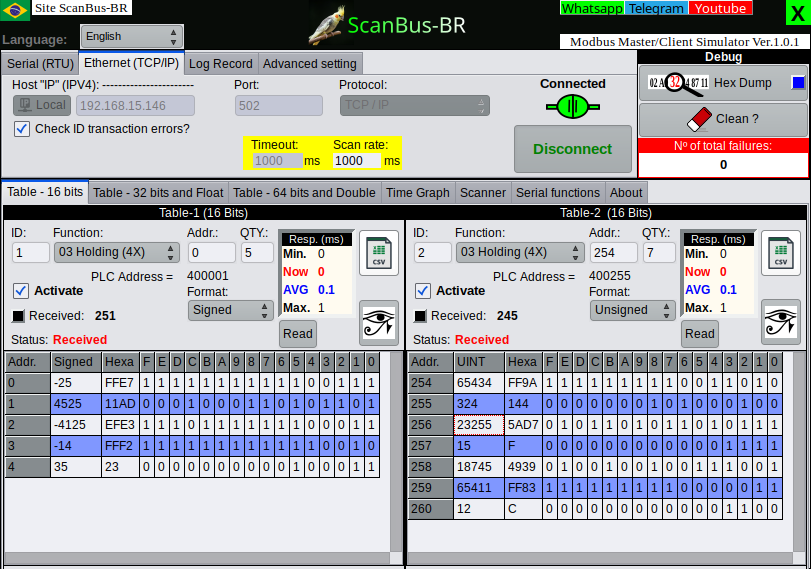 Site ScanBus-BR
Whatsapp Telegram Youtube
X
Language: English
ScanBus-BR
Modbus Master/Client Simulator Ver.1.0.1
Serial (RTU) Ethernet (TCP/IP) Log Record Advanced setting
Debug
Host "IP" (IPV4): ------------------------ Port: Protocol:
Connected
Local 192.168.15.146 502 TCP / IP
02 A 32 4 87 11 Hex Dump
Check ID transaction errors?
Clean ?
Timeout: Scan rate:
1000 ms 1000 ms
Disconnect
Nº of total failures:
0
Table - 16 bits Table - 32 bits and Float Table - 64 bits and Double Time Graph Scanner Serial functions About
Table-1 (16 Bits)
ID: Function: Addr.: QTY.:
1 03 Holding (4X) 0 5
PLC Address = 400001
Activate
Format:
Signed
Received: 251
Status: Received
Resp. (ms)
Min. 0
Now 0
AVG 0.1
Max. 1
CSV
Read
Addr. Signed Hexa F E D C B A 9 8 7 6 5 4 3 2 1 0
0 -25 FFE7 1 1 1 1 1 1 1 1 1 1 1 0 0 1 1 1
1 4525 11AD 0 0 0 1 0 0 0 1 1 0 1 0 1 1 0 1
2 -4125 EFE3 1 1 1 0 1 1 1 1 1 1 1 0 0 0 1 1
3 -14 FFF2 1 1 1 1 1 1 1 1 1 1 1 1 0 0 1 0
4 35 23 0 0 0 0 0 0 0 0 0 0 1 0 0 0 1 1
Table-2 (16 Bits)
ID: Function: Addr.: QTY.:
2 03 Holding (4X) 254 7
PLC Address = 400255
Activate
Format:
Unsigned
Received: 245
Status: Received
Resp. (ms)
Min. 0
Now 0
AVG 0.1
Max. 1
CSV
Read
Addr. UINT Hexa F E D C B A 9 8 7 6 5 4 3 2 1 0
254 65434 FF9A 1 1 1 1 1 1 1 1 1 0 0 1 1 0 1 0
255 324 144 0 0 0 0 0 0 0 1 0 1 0 0 0 1 0 0
256 23255 5AD7 0 1 0 1 1 0 1 0 1 1 0 1 0 1 1 1
257 15 F 0 0 0 0 0 0 0 0 0 0 0 0 1 1 1 1
258 18745 4939 0 1 0 0 1 0 0 1 0 0 1 1 1 0 0 1
259 65411 FF83 1 1 1 1 1 1 1 1 1 0 0 0 0 0 1 1
260 12 C 0 0 0 0 0 0 0 0 0 0 0 0 1 1 0 0